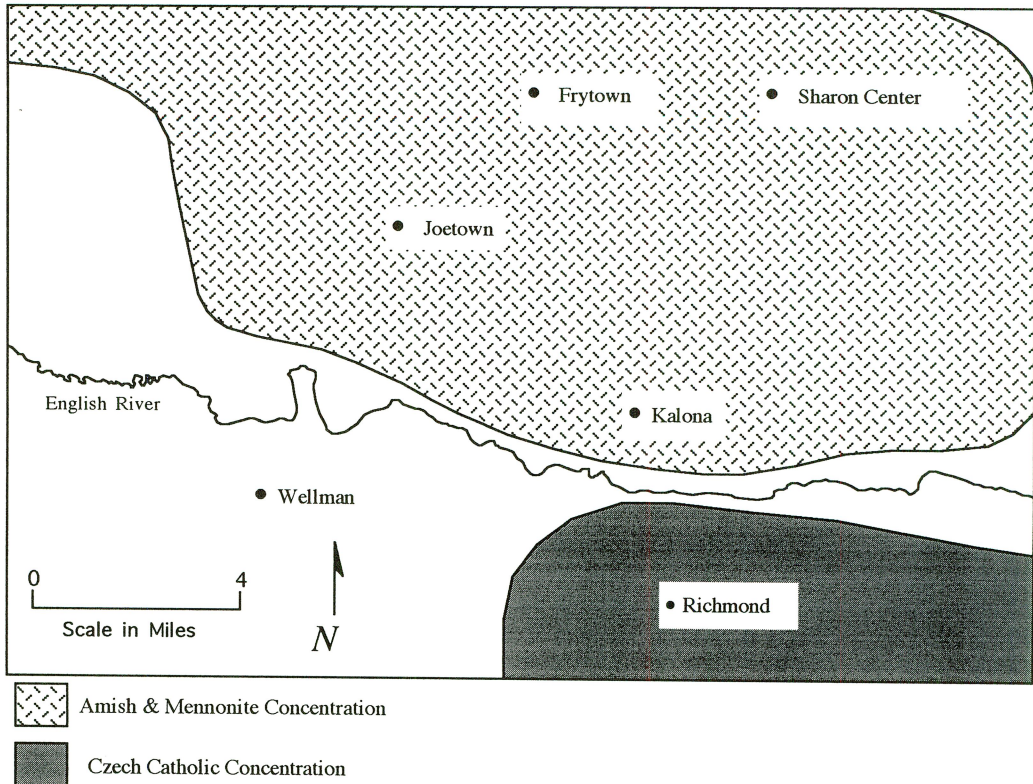 Frytown
Sharon Center
Joetown
English River
Kalona
Wellman
0 4
Scale in Miles
N
Richmond
Amish & Mennonite Concentration
Czech Catholic Concentration